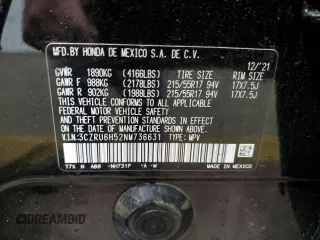 MFD.BY HONDA DE MEXICO S.A. DE C.V.
12/'21
GVWR 1890KG (4166LBS) TIRE SIZE RIM SIZE
GAWR F 988KG (2178LBS) 215/55R17 94V 17X7.5J
GAWR R 902KG (1988LBS) 215/55R17 94V 17X7.5J
THIS VEHICLE CONFORMS TO ALL APPLICABLE
FEDERAL MOTOR VEHICLE SAFETY AND THEFT
PREVENTION STANDARDS IN EFFECT ON THE
DATE OF MANUFACTURE SHOWN ABOVE.
V.I.N:3CZRU6H52NM736631 TYPE: MPV
NH731P -A -W
MADE IN MEXICO
AUTOBIDMASTER